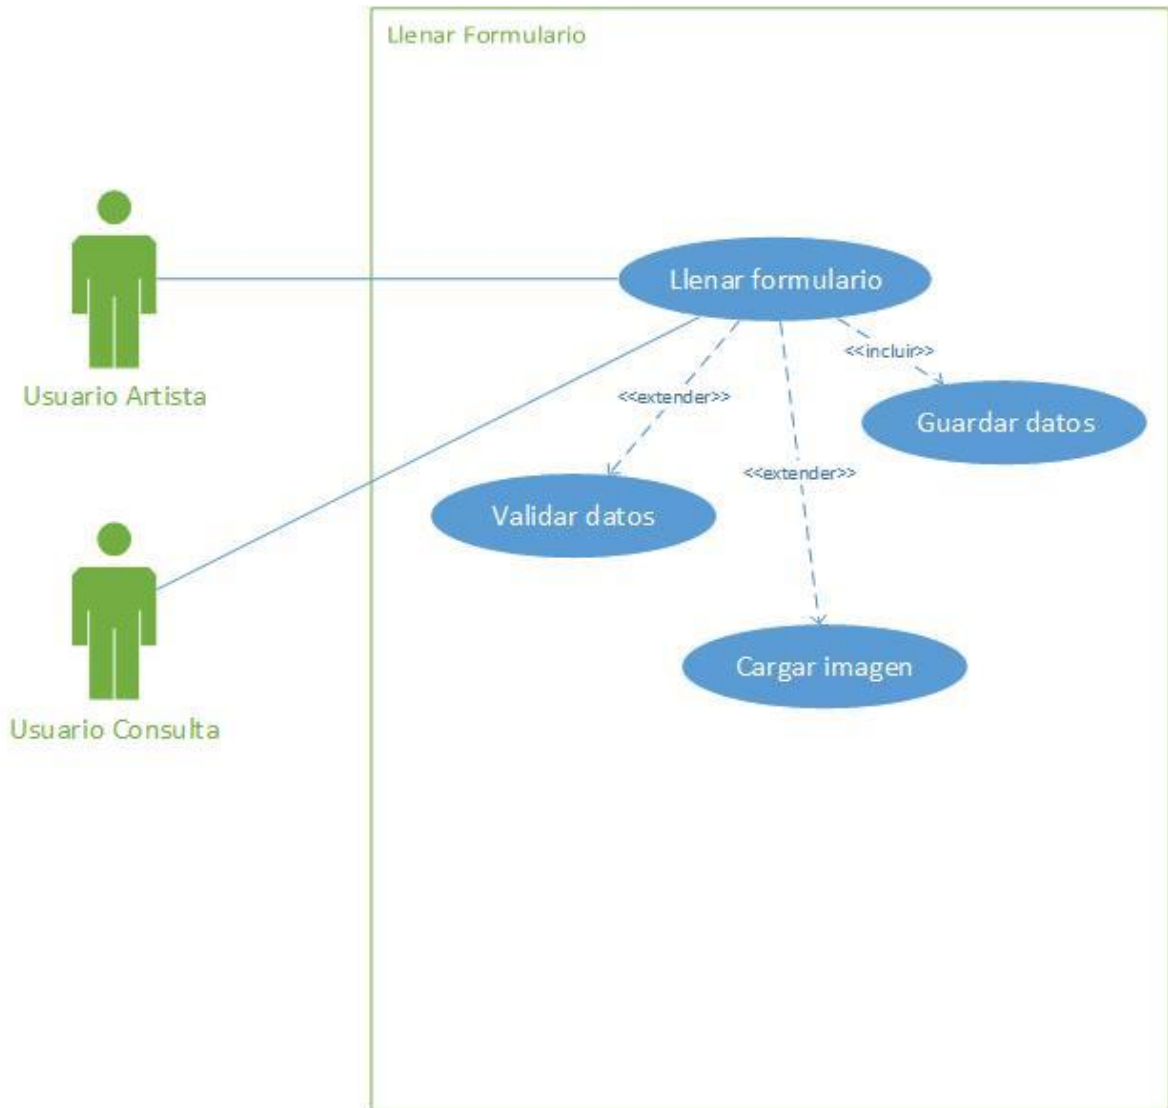 Llenar Formulario
Llenar formulario
<<incluir>>
Usuario Artista
<<extender>>
Guardar datos
<<extender>>
Validar datos
Cargar imagen
Usuario Consulta